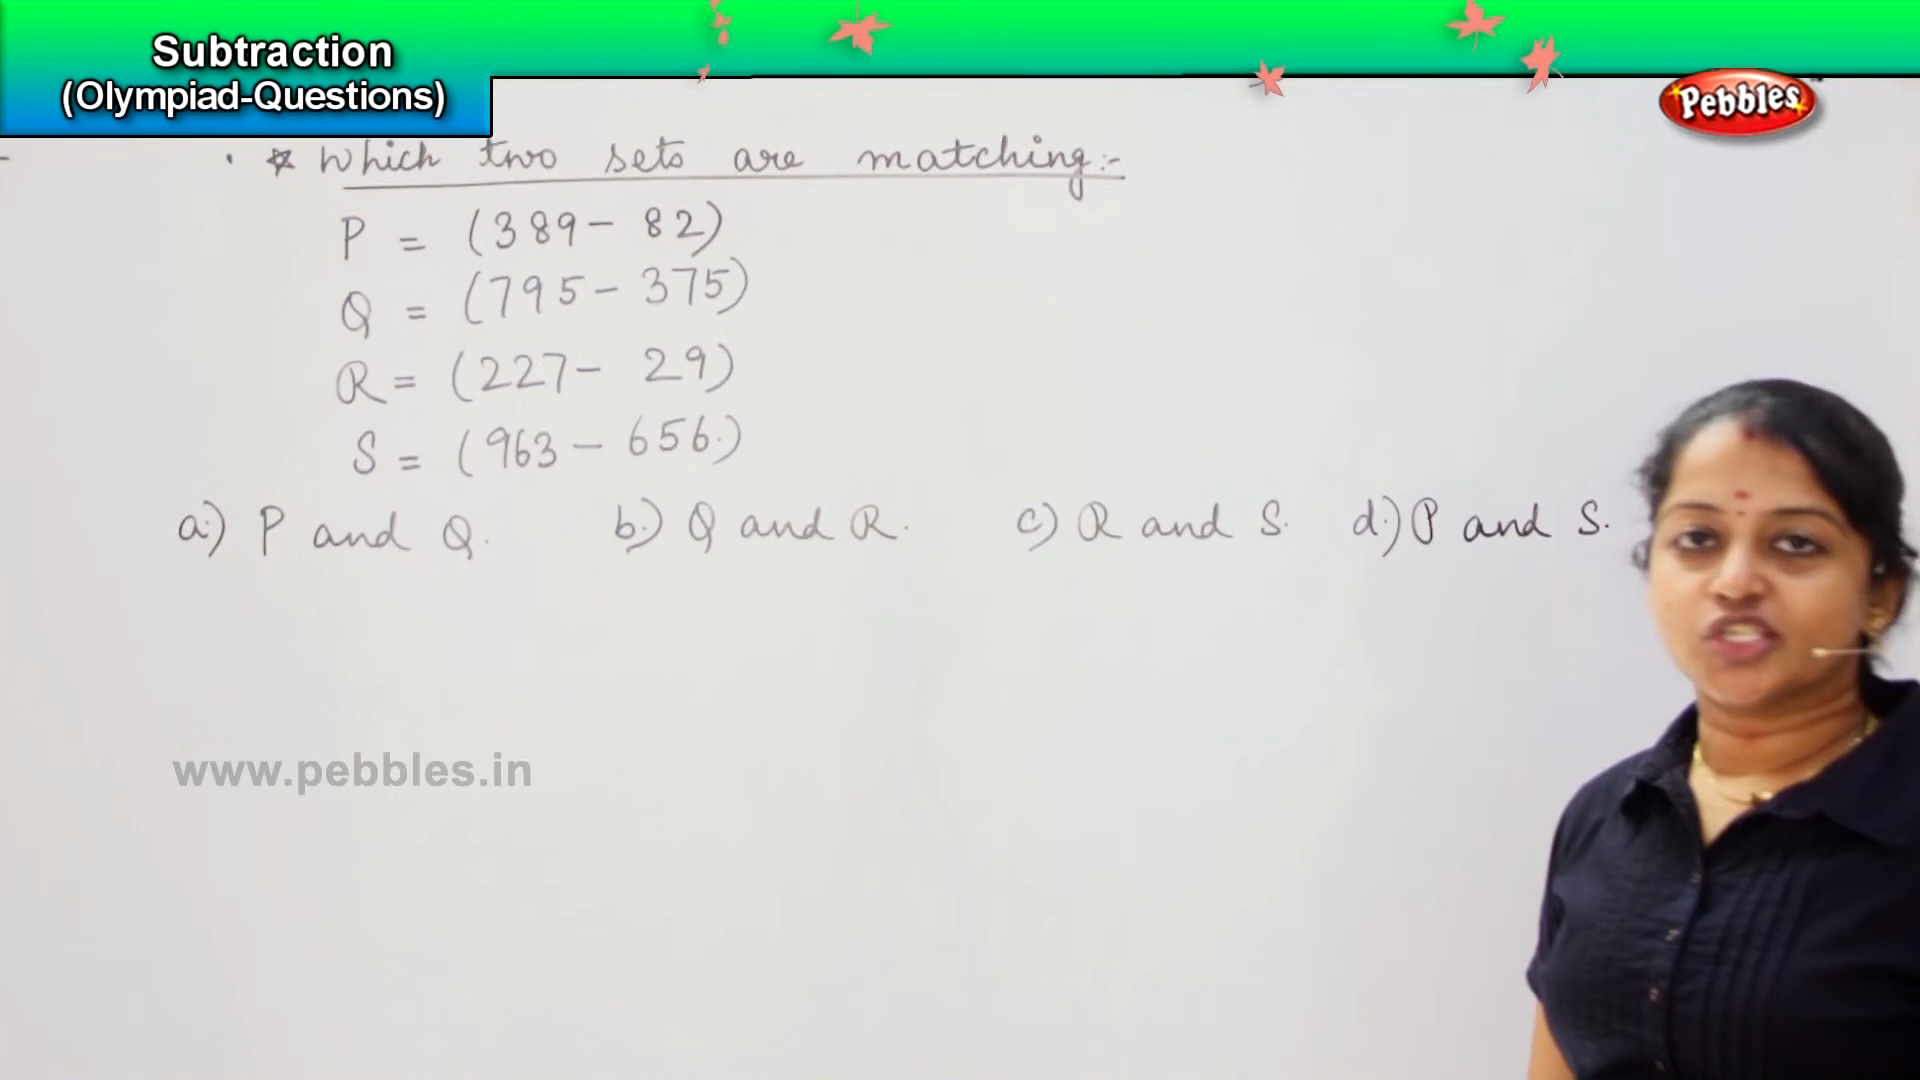 Subtraction
(Olympiad-Questions)
Pebbles
* Which two sets are matching:-
P = (389- 82)
Q = (795- 375)
R = (227- 29)
S = (963 - 656.)
a.) P and Q. b.) Q and R. c) R and S. d.) P and S.
www.pebbles.in